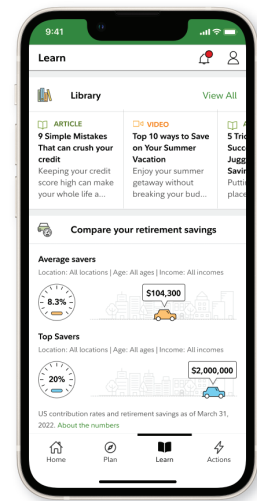 9:41
Learn
Library
View All
ARTICLE
9 Simple Mistakes
That can crush your
credit
Keeping your credit
score high can make
your whole life a...
VIDEO
Top 10 ways to Save
on Your Summer
Vacation
Enjoy your summer
getaway without
breaking your bud...
A
5 Tric
Succ
Jugg
Savin
Puttin
place
Compare your retirement savings
Average savers
Location: All locations | Age: All ages | Income: All incomes
8.3%
$104,300
Top Savers
Location: All locations | Age: All ages | Income: All incomes
20%
$2,000,000
US contribution rates and retirement savings as of March 31,
2022. About the numbers
Home
Plan
Learn
Actions